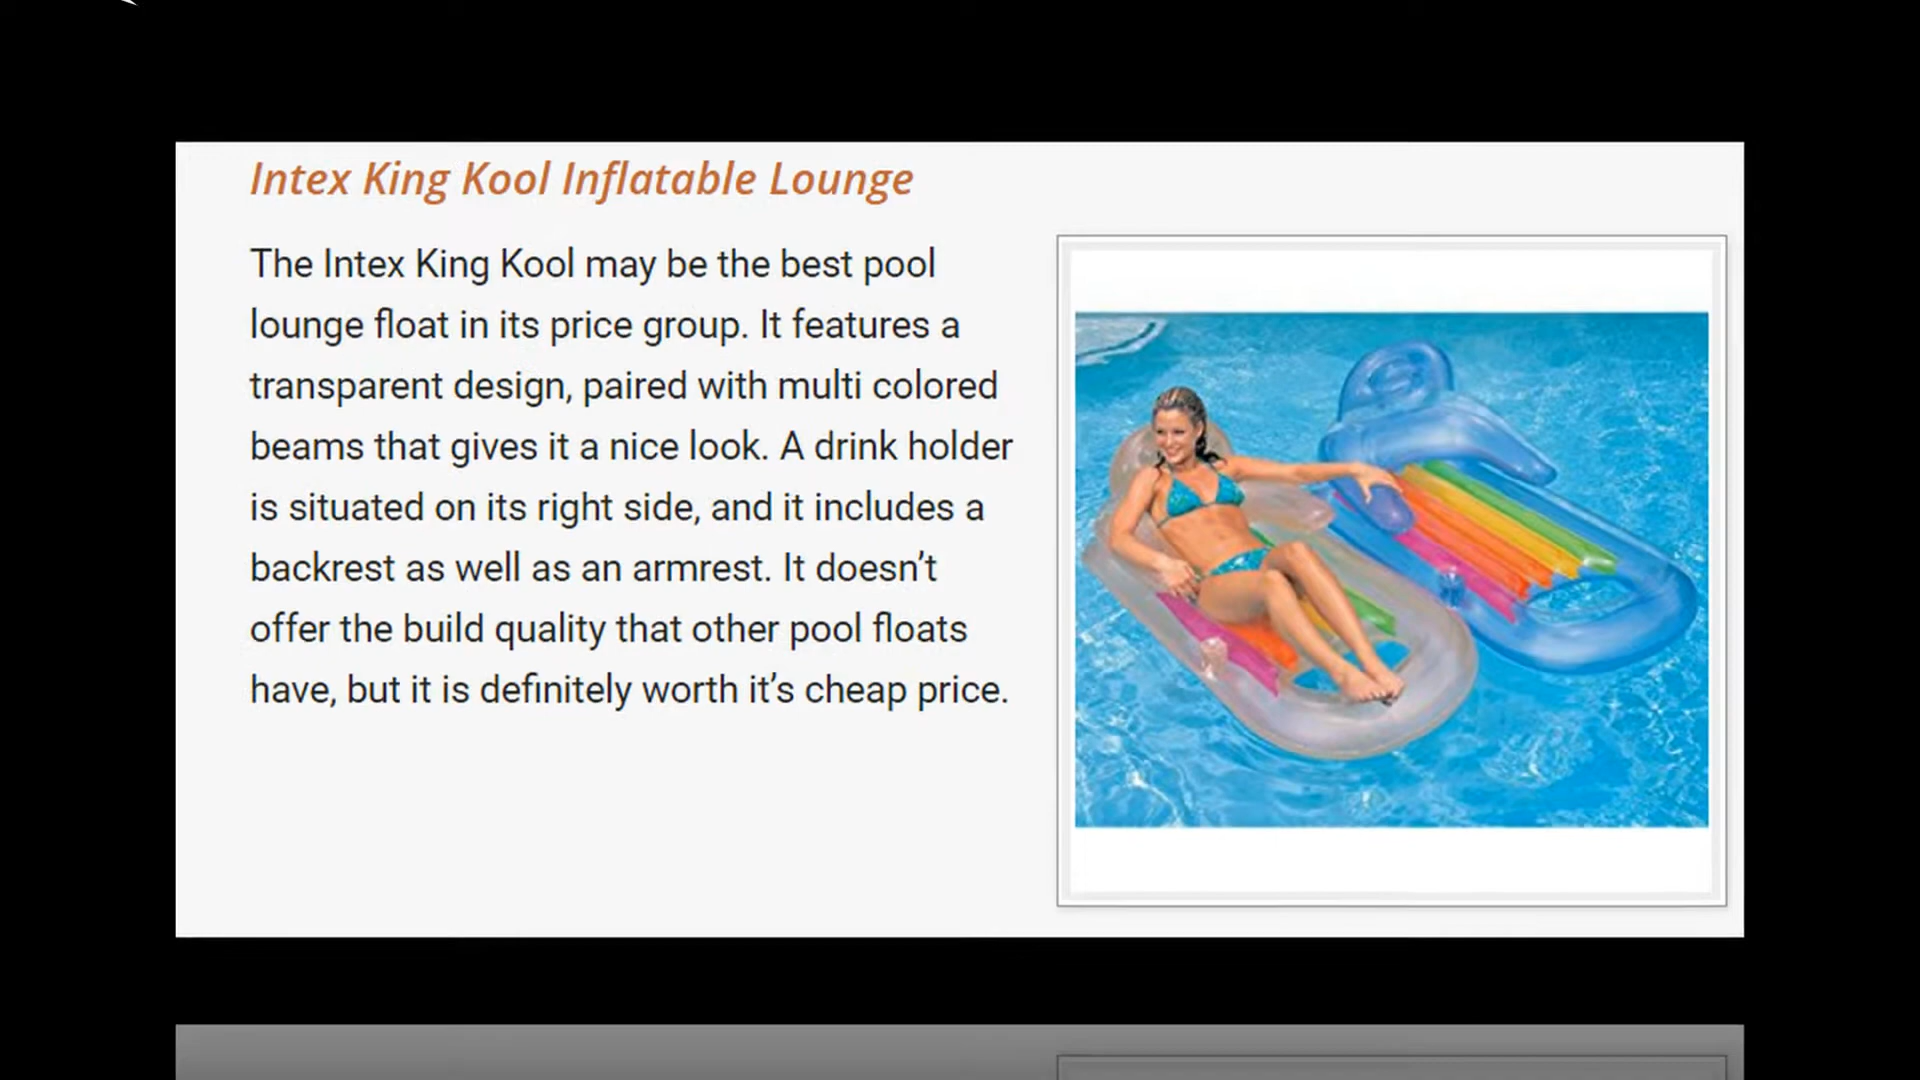 Intex King Kool Inflatable Lounge
The Intex King Kool may be the best pool
lounge float in its price group. It features a
transparent design, paired with multi colored
beams that gives it a nice look. A drink holder
is situated on its right side, and it includes a
backrest as well as an armrest. It doesn’t
offer the build quality that other pool floats
have, but it is definitely worth it’s cheap price.